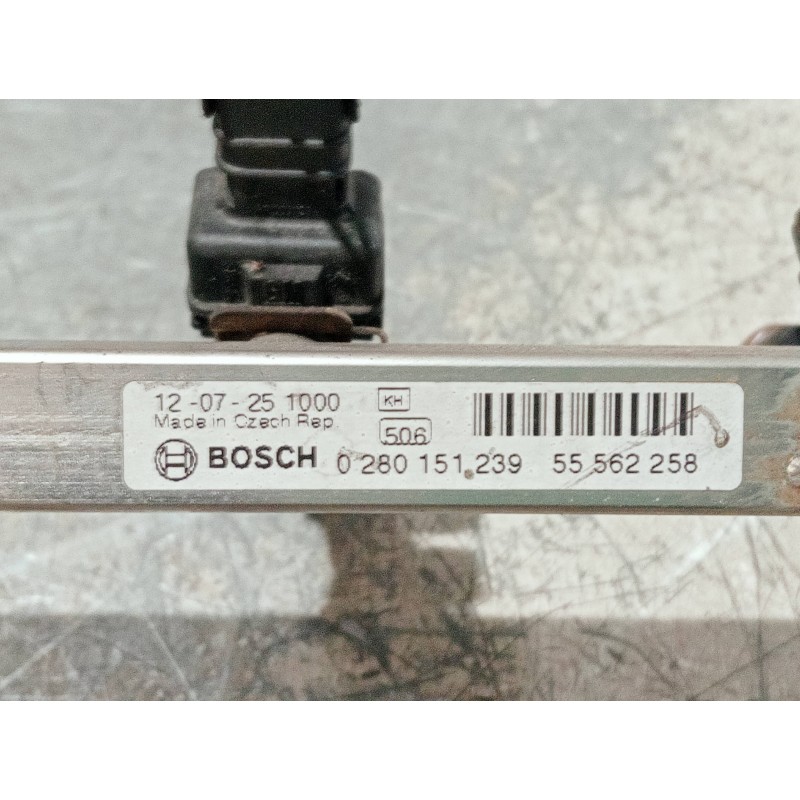 12-07-25 1000
KH
Made in Czech Rep
506
BOSCH 0 280 151 239 55 562 258